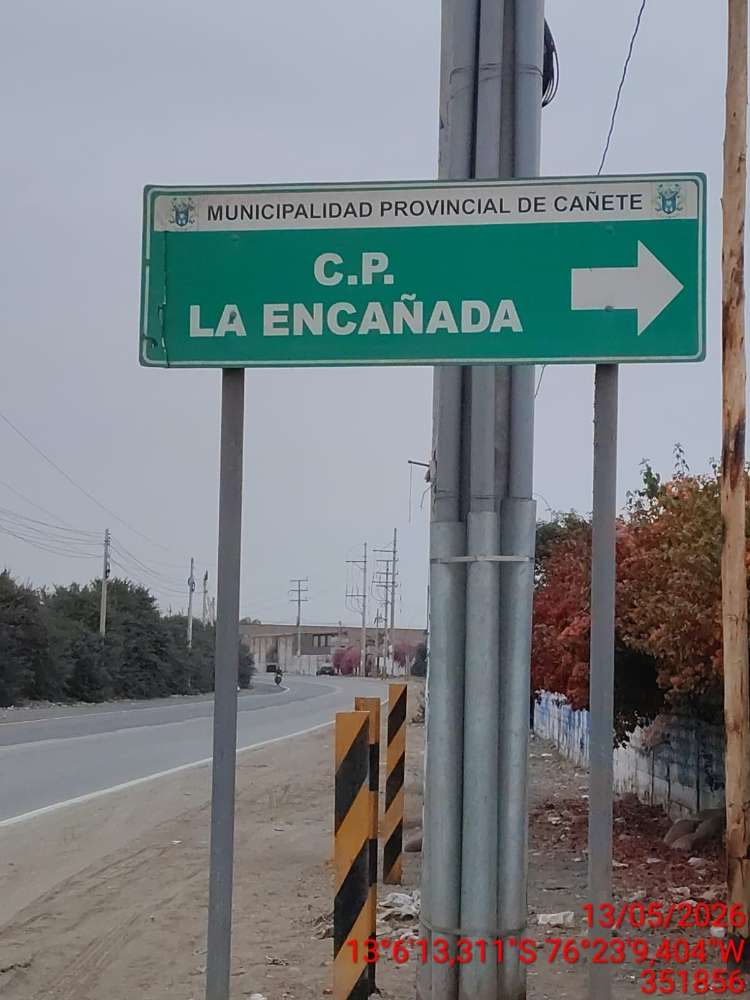 MUNICIPALIDAD PROVINCIAL DE CAÑETE
C.P.
LA ENCAÑADA
13/05/2026
13°6'13,311"S 76°23'9,404"W
351856